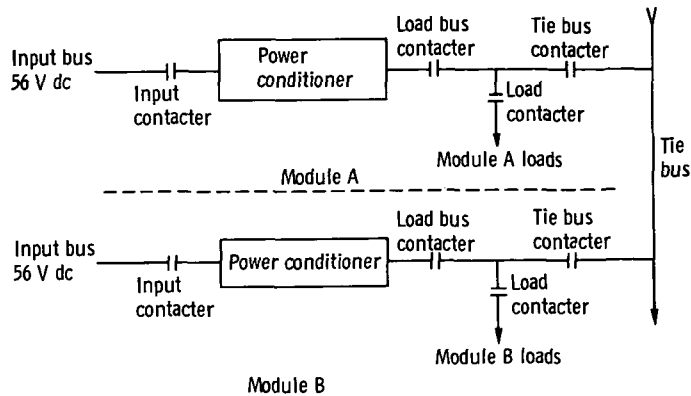 Input bus
56 V dc
Input
contacter
Power
conditioner
Load bus
contacter
Tie bus
contacter
Load
contacter
Module A loads
Tie
bus
Module A
Input bus
56 V dc
Input
contacter
Power conditioner
Load bus
contacter
Tie bus
contacter
Load
contacter
Module B loads
Module B